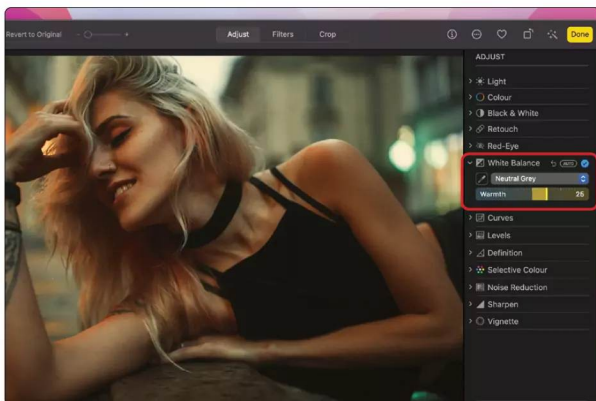 Revert to Original
Adjust Filters Crop
Done
ADJUST
Light
Colour
Black & White
Retouch
Red-Eye
White Balance AUTO
Neutral Grey
Warmth 25
Curves
Levels
Definition
Selective Colour
Noise Reduction
Sharpen
Vignette